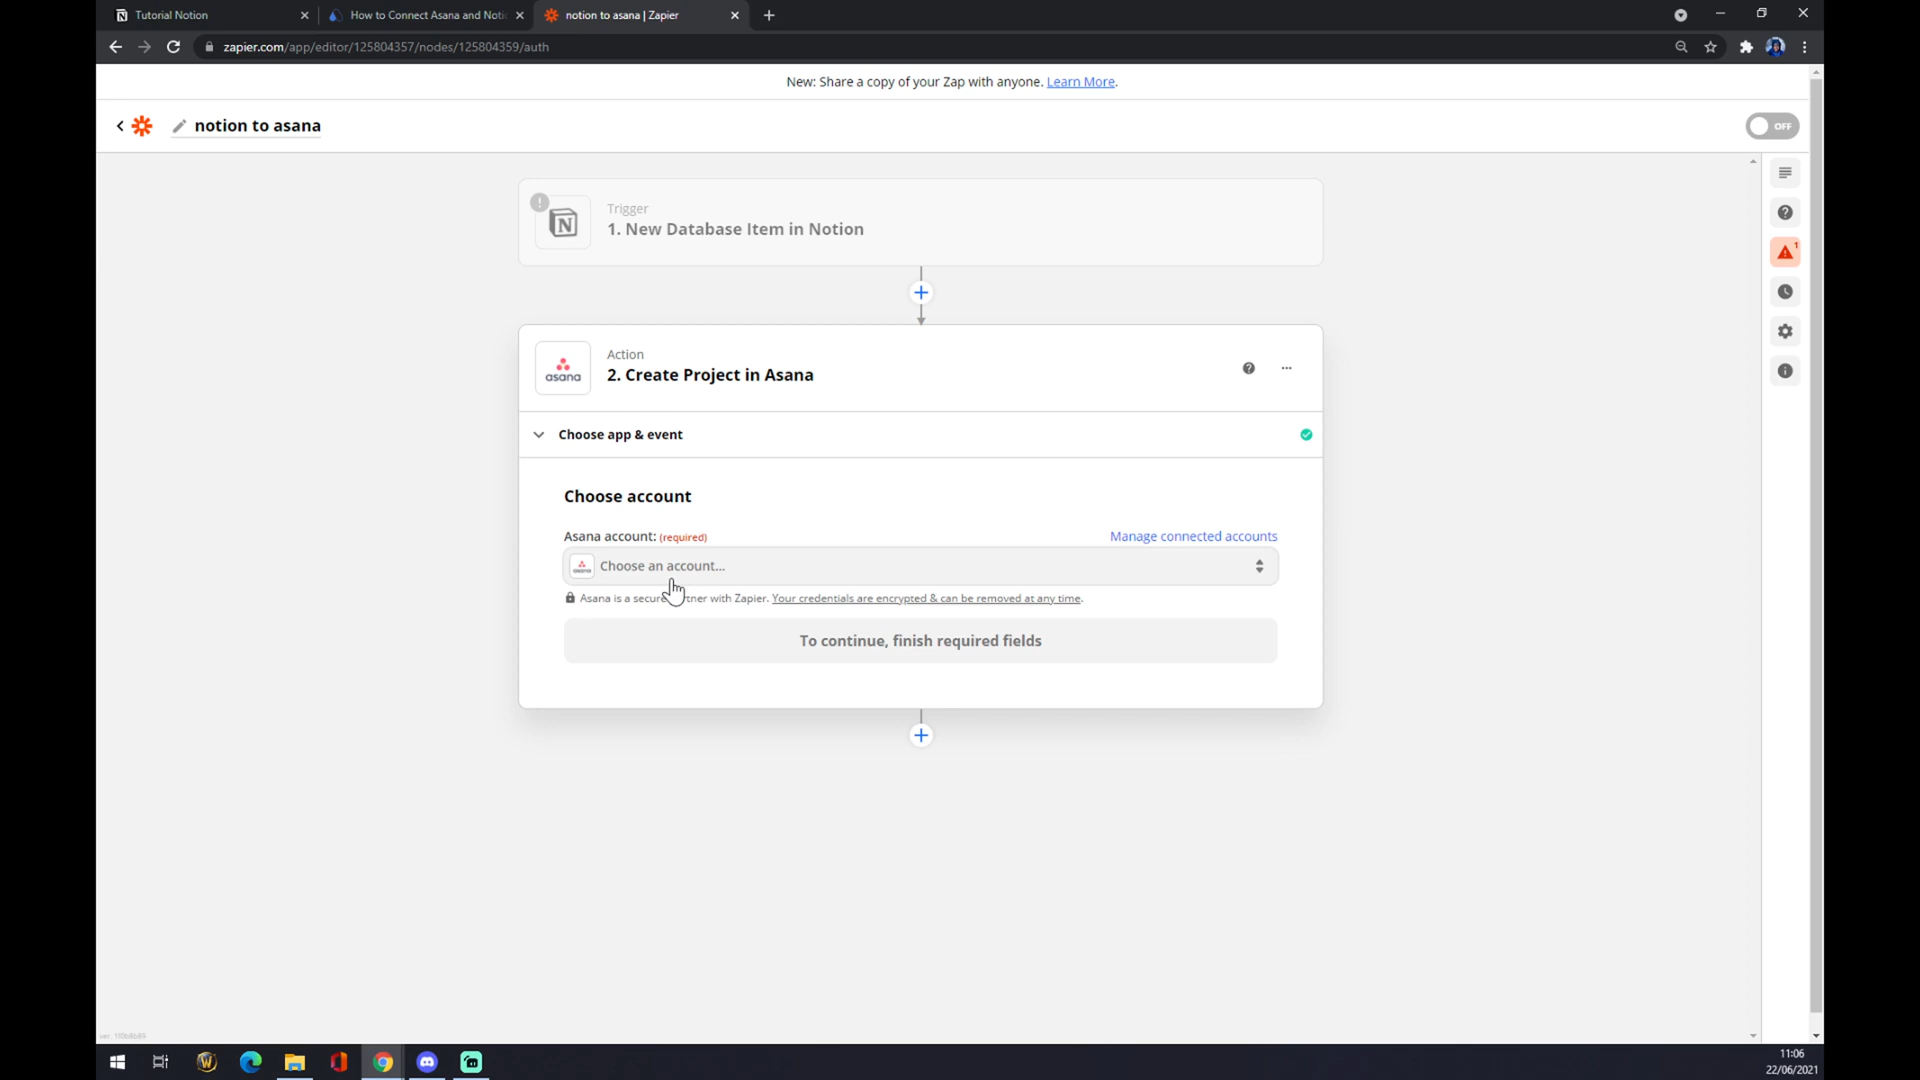 Tutorial Notion
How to Connect Asana and Noti
notion to asana | Zapier
zapier.com/app/editor/125804357/nodes/125804359/auth
New: Share a copy of your Zap with anyone. Learn More.
notion to asana
OFF
Trigger
1. New Database Item in Notion
1
asana
Action
2. Create Project in Asana
Choose app & event
Choose account
Asana account: (required)
Manage connected accounts
Choose an account...
Asana is a secure rtner with Zapier. Your credentials are encrypted & can be removed at any time.
To continue, finish required fields
11:06
22/06/2021